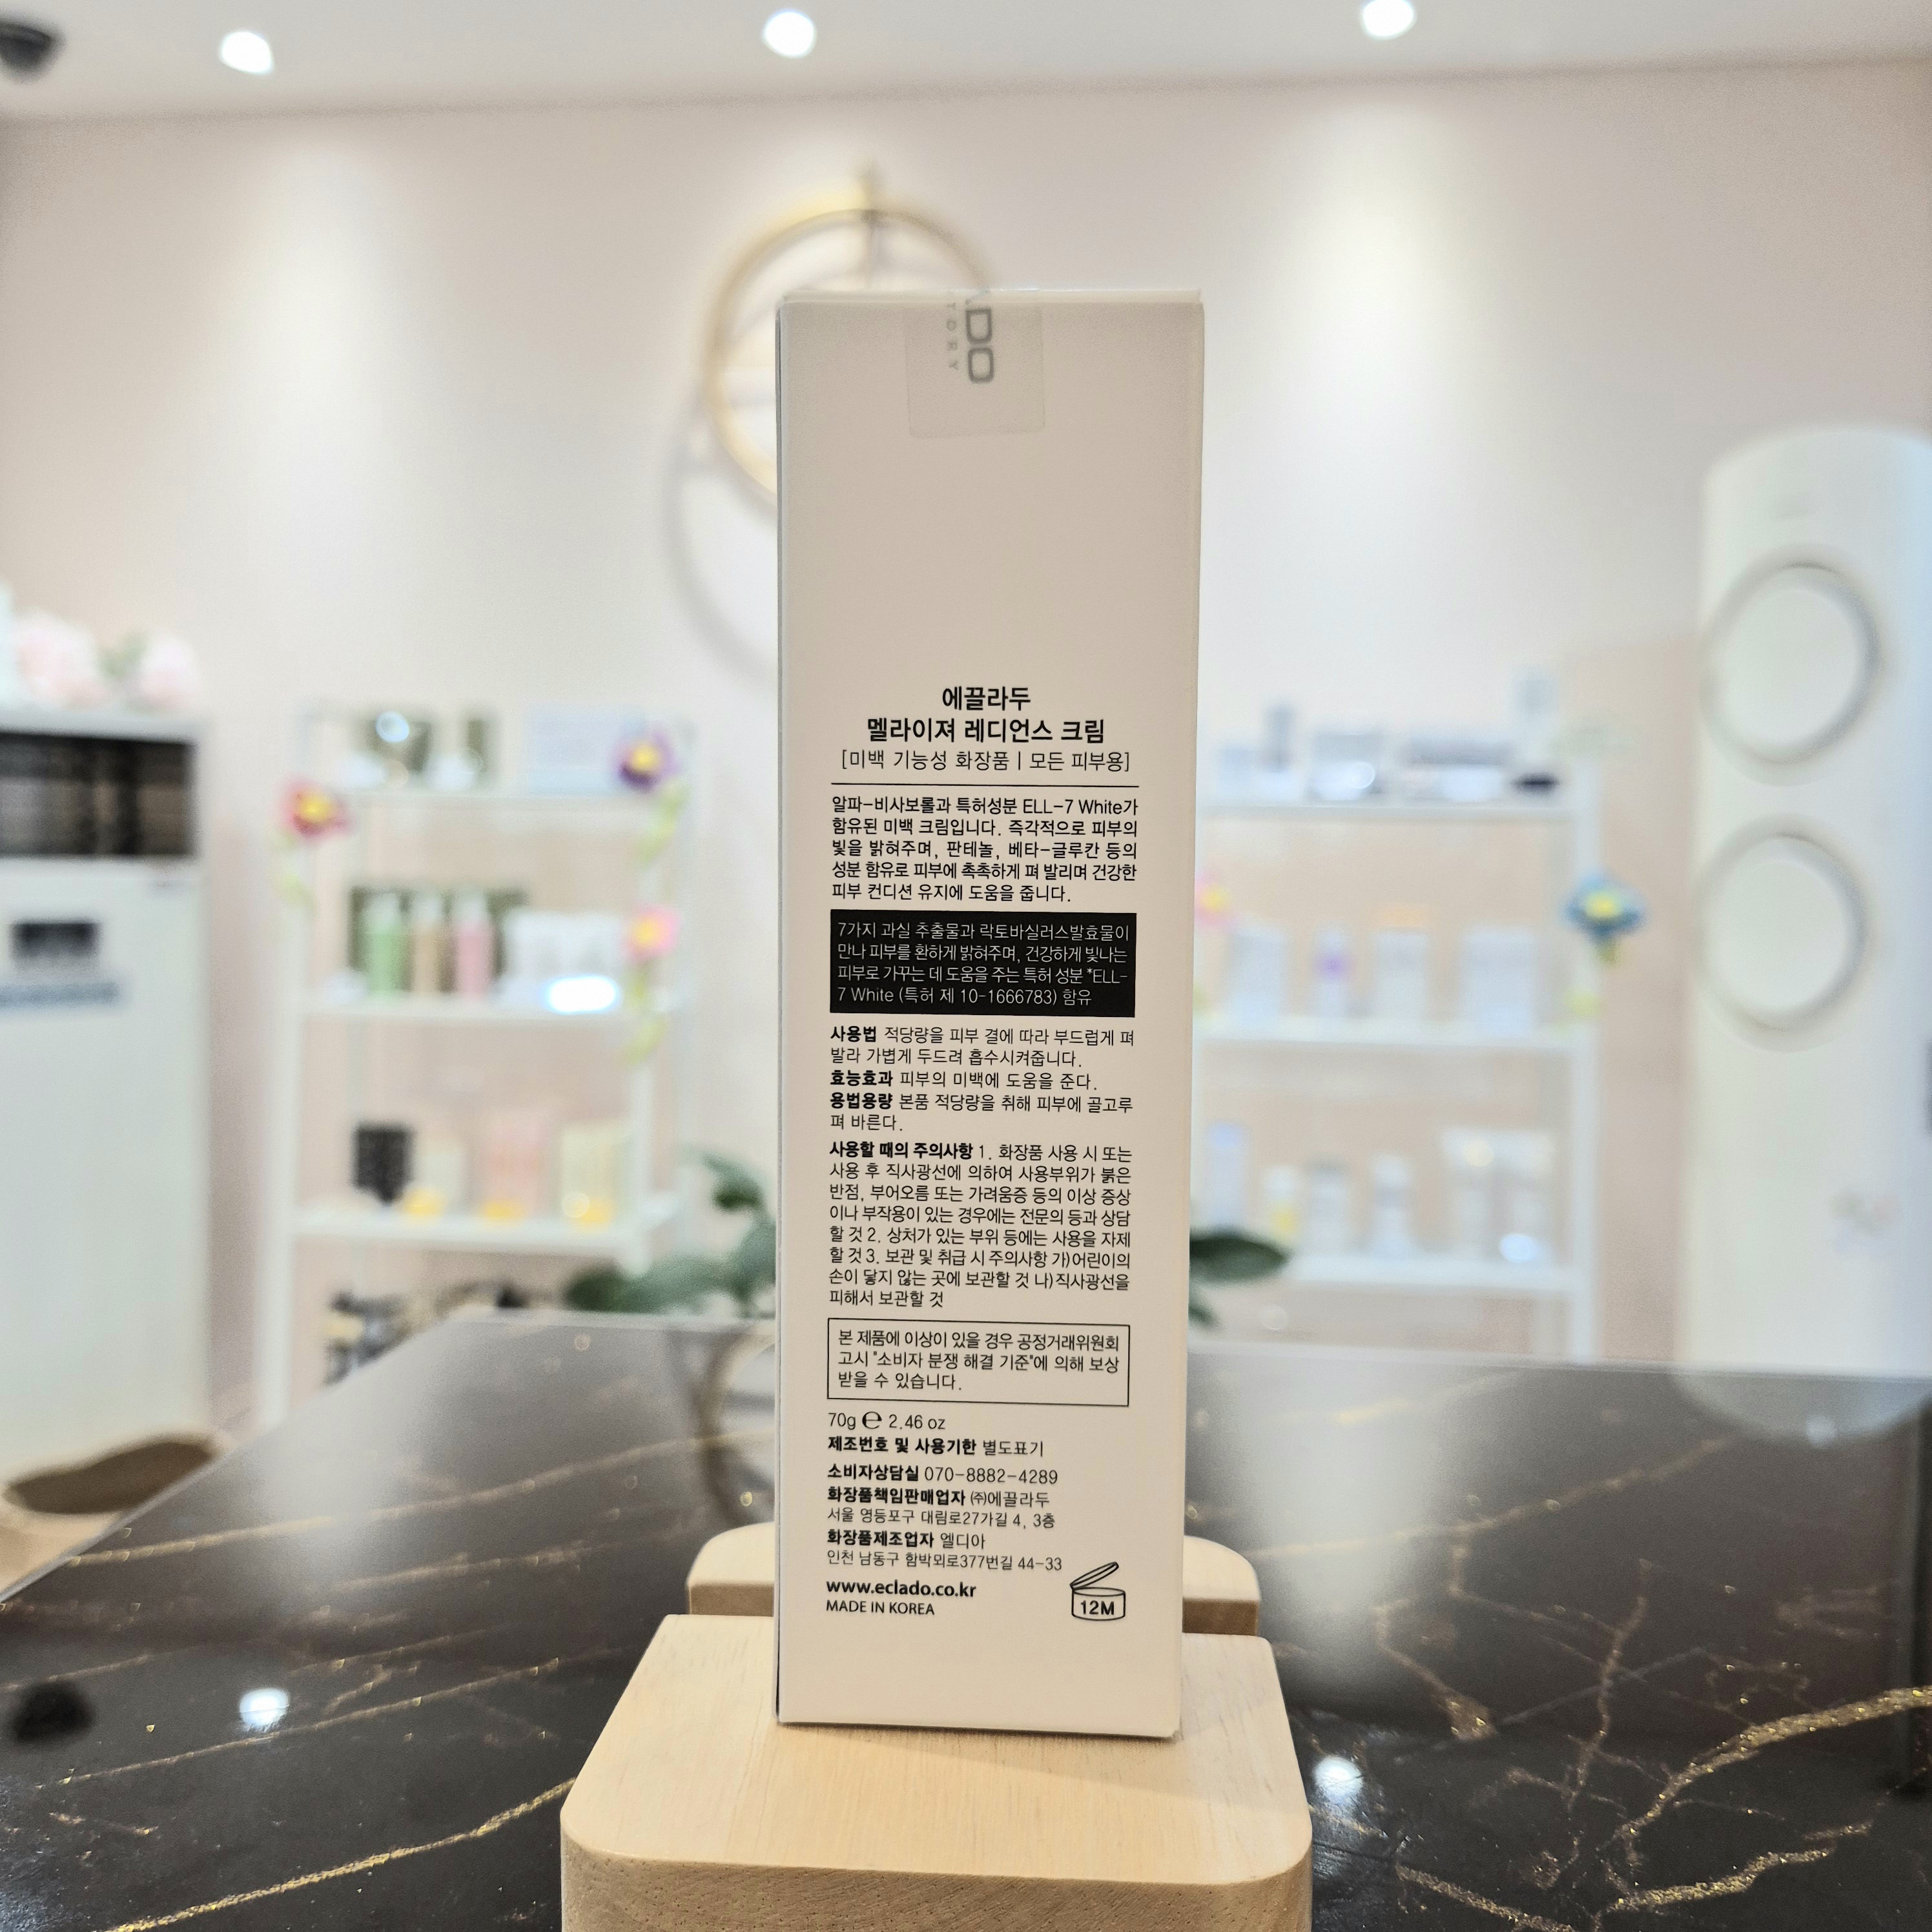 ADO
TORY
에끌라두
멜라이져 레디언스 크림
[미백 기능성 화장품 | 모든 피부용]
알파-비사보롤과 특허성분 ELL-7 White가
함유된 미백 크림입니다. 즉각적으로 피부의
빛을 밝혀주며, 판테놀, 베타-글루칸 등의
성분 함유로 피부에 촉촉하게 펴 발리며 건강한
피부 컨디션 유지에 도움을 줍니다.
7가지 과실 추출물과 락토바실러스발효물이
만나 피부를 환하게 밝혀주며, 건강하게 빛나는
피부로 가꾸는 데 도움을 주는 특허 성분 *ELL-
7 White (특허 제 10-1666783) 함유
사용법 적당량을 피부 결에 따라 부드럽게 펴
발라 가볍게 두드려 흡수시켜줍니다.
효능효과 피부의 미백에 도움을 준다.
용법용량 본품 적당량을 취해 피부에 골고루
펴 바른다.
사용할 때의 주의사항 1. 화장품 사용 시 또는
사용 후 직사광선에 의하여 사용부위가 붉은
반점, 부어오름 또는 가려움증 등의 이상 증상
이나 부작용이 있는 경우에는 전문의 등과 상담
할 것 2. 상처가 있는 부위 등에는 사용을 자제
할 것 3. 보관 및 취급 시 주의사항 가)어린이의
손이 닿지 않는 곳에 보관할 것 나)직사광선을
피해서 보관할 것
본 제품에 이상이 있을 경우 공정거래위원회
고시 "소비자 분쟁 해결 기준"에 의해 보상
받을 수 있습니다.
70g ℮ 2.46 oz
제조번호 및 사용기한 별도표기
소비자상담실 070-8882-4289
화장품책임판매업자 ㈜에끌라두
서울 영등포구 대림로27가길 4, 3층
화장품제조업자 엘디아
인천 남동구 함박뫼로377번길 44-33
www.eclado.co.kr
MADE IN KOREA
12M